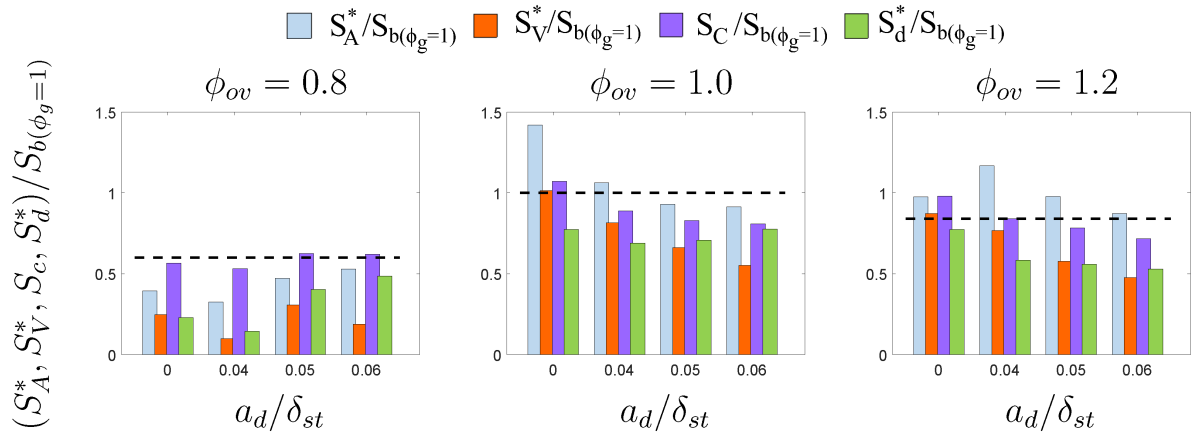 S*A/Sb(ϕg=1) S*V/Sb(ϕg=1) SC/Sb(ϕg=1) S*d/Sb(ϕg=1)
(S*A, S*V, Sc, S*d)/Sb(ϕg=1)
ϕov = 0.8
1.5
1
0.5
0
0 0.04 0.05 0.06
ad/δst
ϕov = 1.0
1.5
1
0.5
0
0 0.04 0.05 0.06
ad/δst
ϕov = 1.2
1.5
1
0.5
0
0 0.04 0.05 0.06
ad/δst